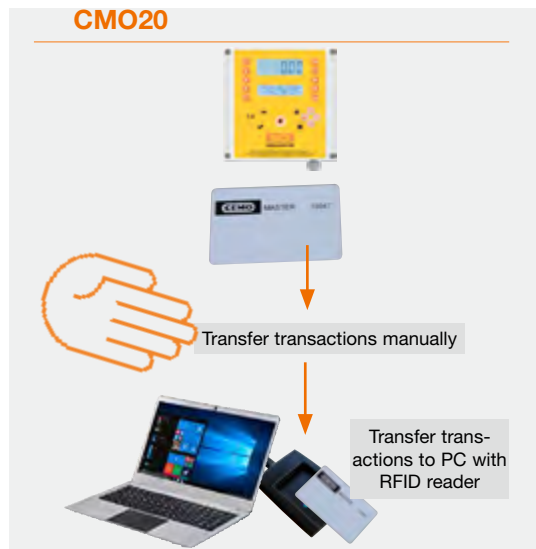 CMO20
CEMO MASTER
Transfer transactions manually
Transfer trans-
actions to PC with
RFID reader